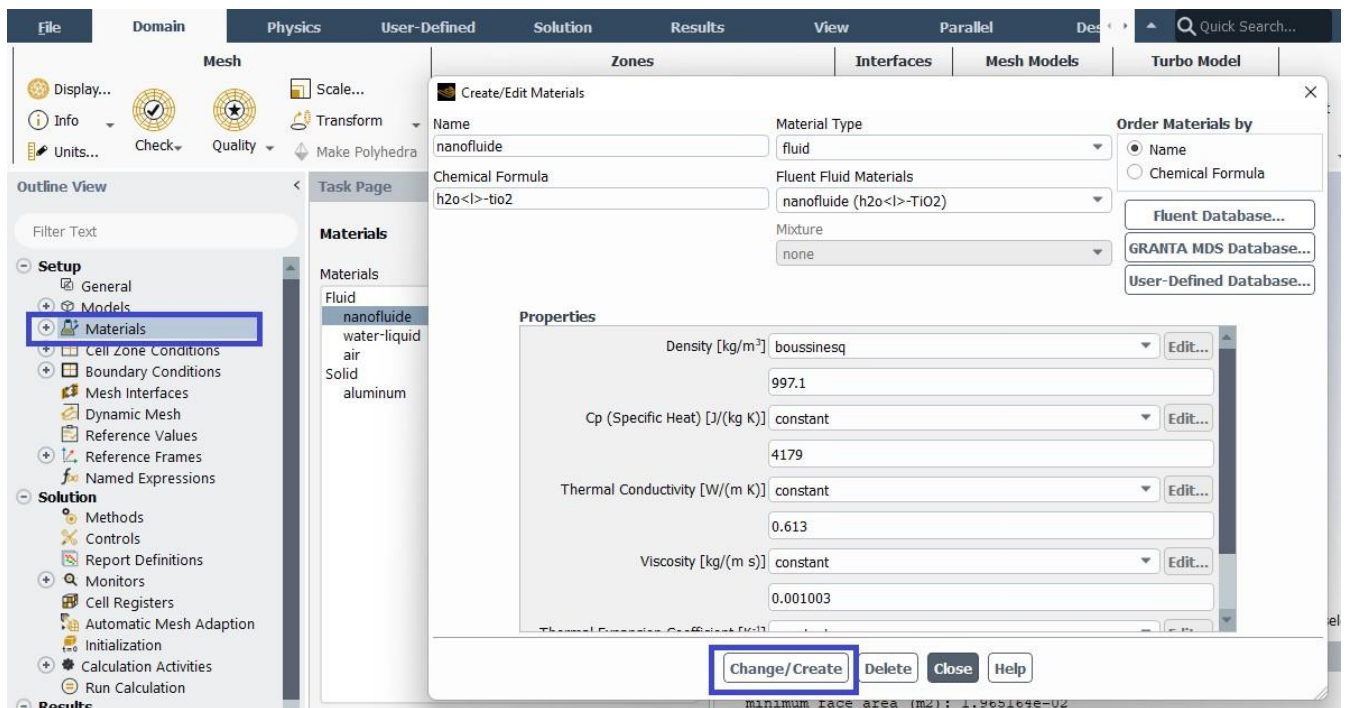 File Domain Physics User-Defined Solution Results View Parallel Des Quick Search...
Mesh Zones Interfaces Mesh Models Turbo Model
Display...
Info
Units...
Check
Quality
Scale...
Transform
Make Polyhedra
Outline View
Filter Text
Setup
General
Models
Materials
Cell Zone Conditions
Boundary Conditions
Mesh Interfaces
Dynamic Mesh
Reference Values
Reference Frames
fx Named Expressions
Solution
Methods
Controls
Report Definitions
Monitors
Cell Registers
Automatic Mesh Adaption
Initialization
Calculation Activities
Run Calculation
Results
Task Page
Materials
Materials
Fluid
nanofluide
water-liquid
air
Solid
aluminum
Create/Edit Materials
Name
nanofluide
Chemical Formula
h2o<l>-tio2
Material Type
fluid
Fluent Fluid Materials
nanofluide (h2o<l>-TiO2)
Mixture
none
Order Materials by
Name
Chemical Formula
Fluent Database...
GRANTA MDS Database...
User-Defined Database...
Properties
Density [kg/m³] boussinesq Edit...
997.1
Cp (Specific Heat) [J/(kg K)] constant Edit...
4179
Thermal Conductivity [W/(m K)] constant Edit...
0.613
Viscosity [kg/(m s)] constant Edit...
0.001003
Thermal Expansion Coefficient [K⁻¹]
Change/Create Delete Close Help
minimum face area (m2): 1.965164e-02